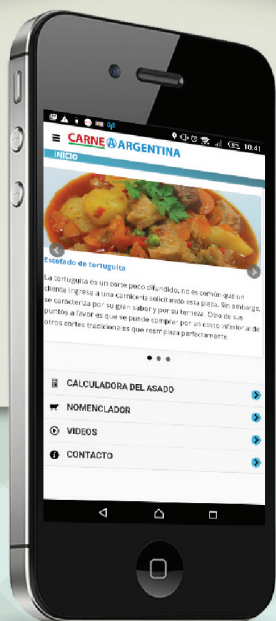 10:41
CARNE ARGENTINA
INICIO
Estofado de tortuguita
La tortuguita es un corte poco difundido, no es común que un
cliente ingrese a una carnicería solicitando esta pieza. Sin embargo,
se caracteriza por su gran sabor y por su terneza. Otro de sus
puntos a favor es que se puede comprar por un costo inferior al de
otros cortes tradicionales que reemplaza perfectamente.
CALCULADORA DEL ASADO
NOMENCLADOR
VIDEOS
CONTACTO